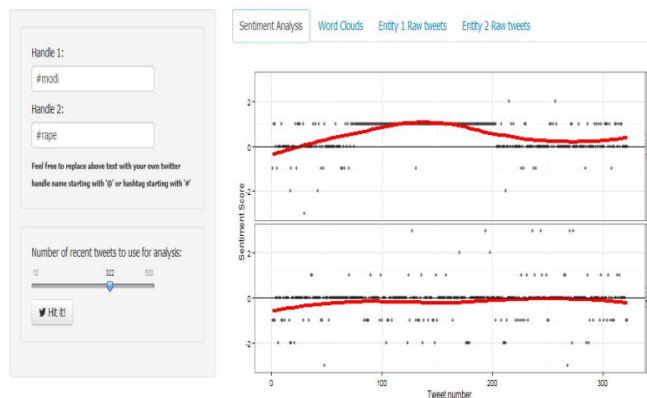 Sentiment Analysis Word Clouds Entity 1 Raw tweets Entity 2 Raw tweets
Handle 1:
#modi
Handle 2:
#rape
Feel free to replace above text with your own twitter
handle name starting with '@' or hashtag starting with '#'
Number of recent tweets to use for analysis:
10 322 500
Hit it!
Sentiment Score
2
0
-2
2
0
-2
0 100 200 300
Tweet number